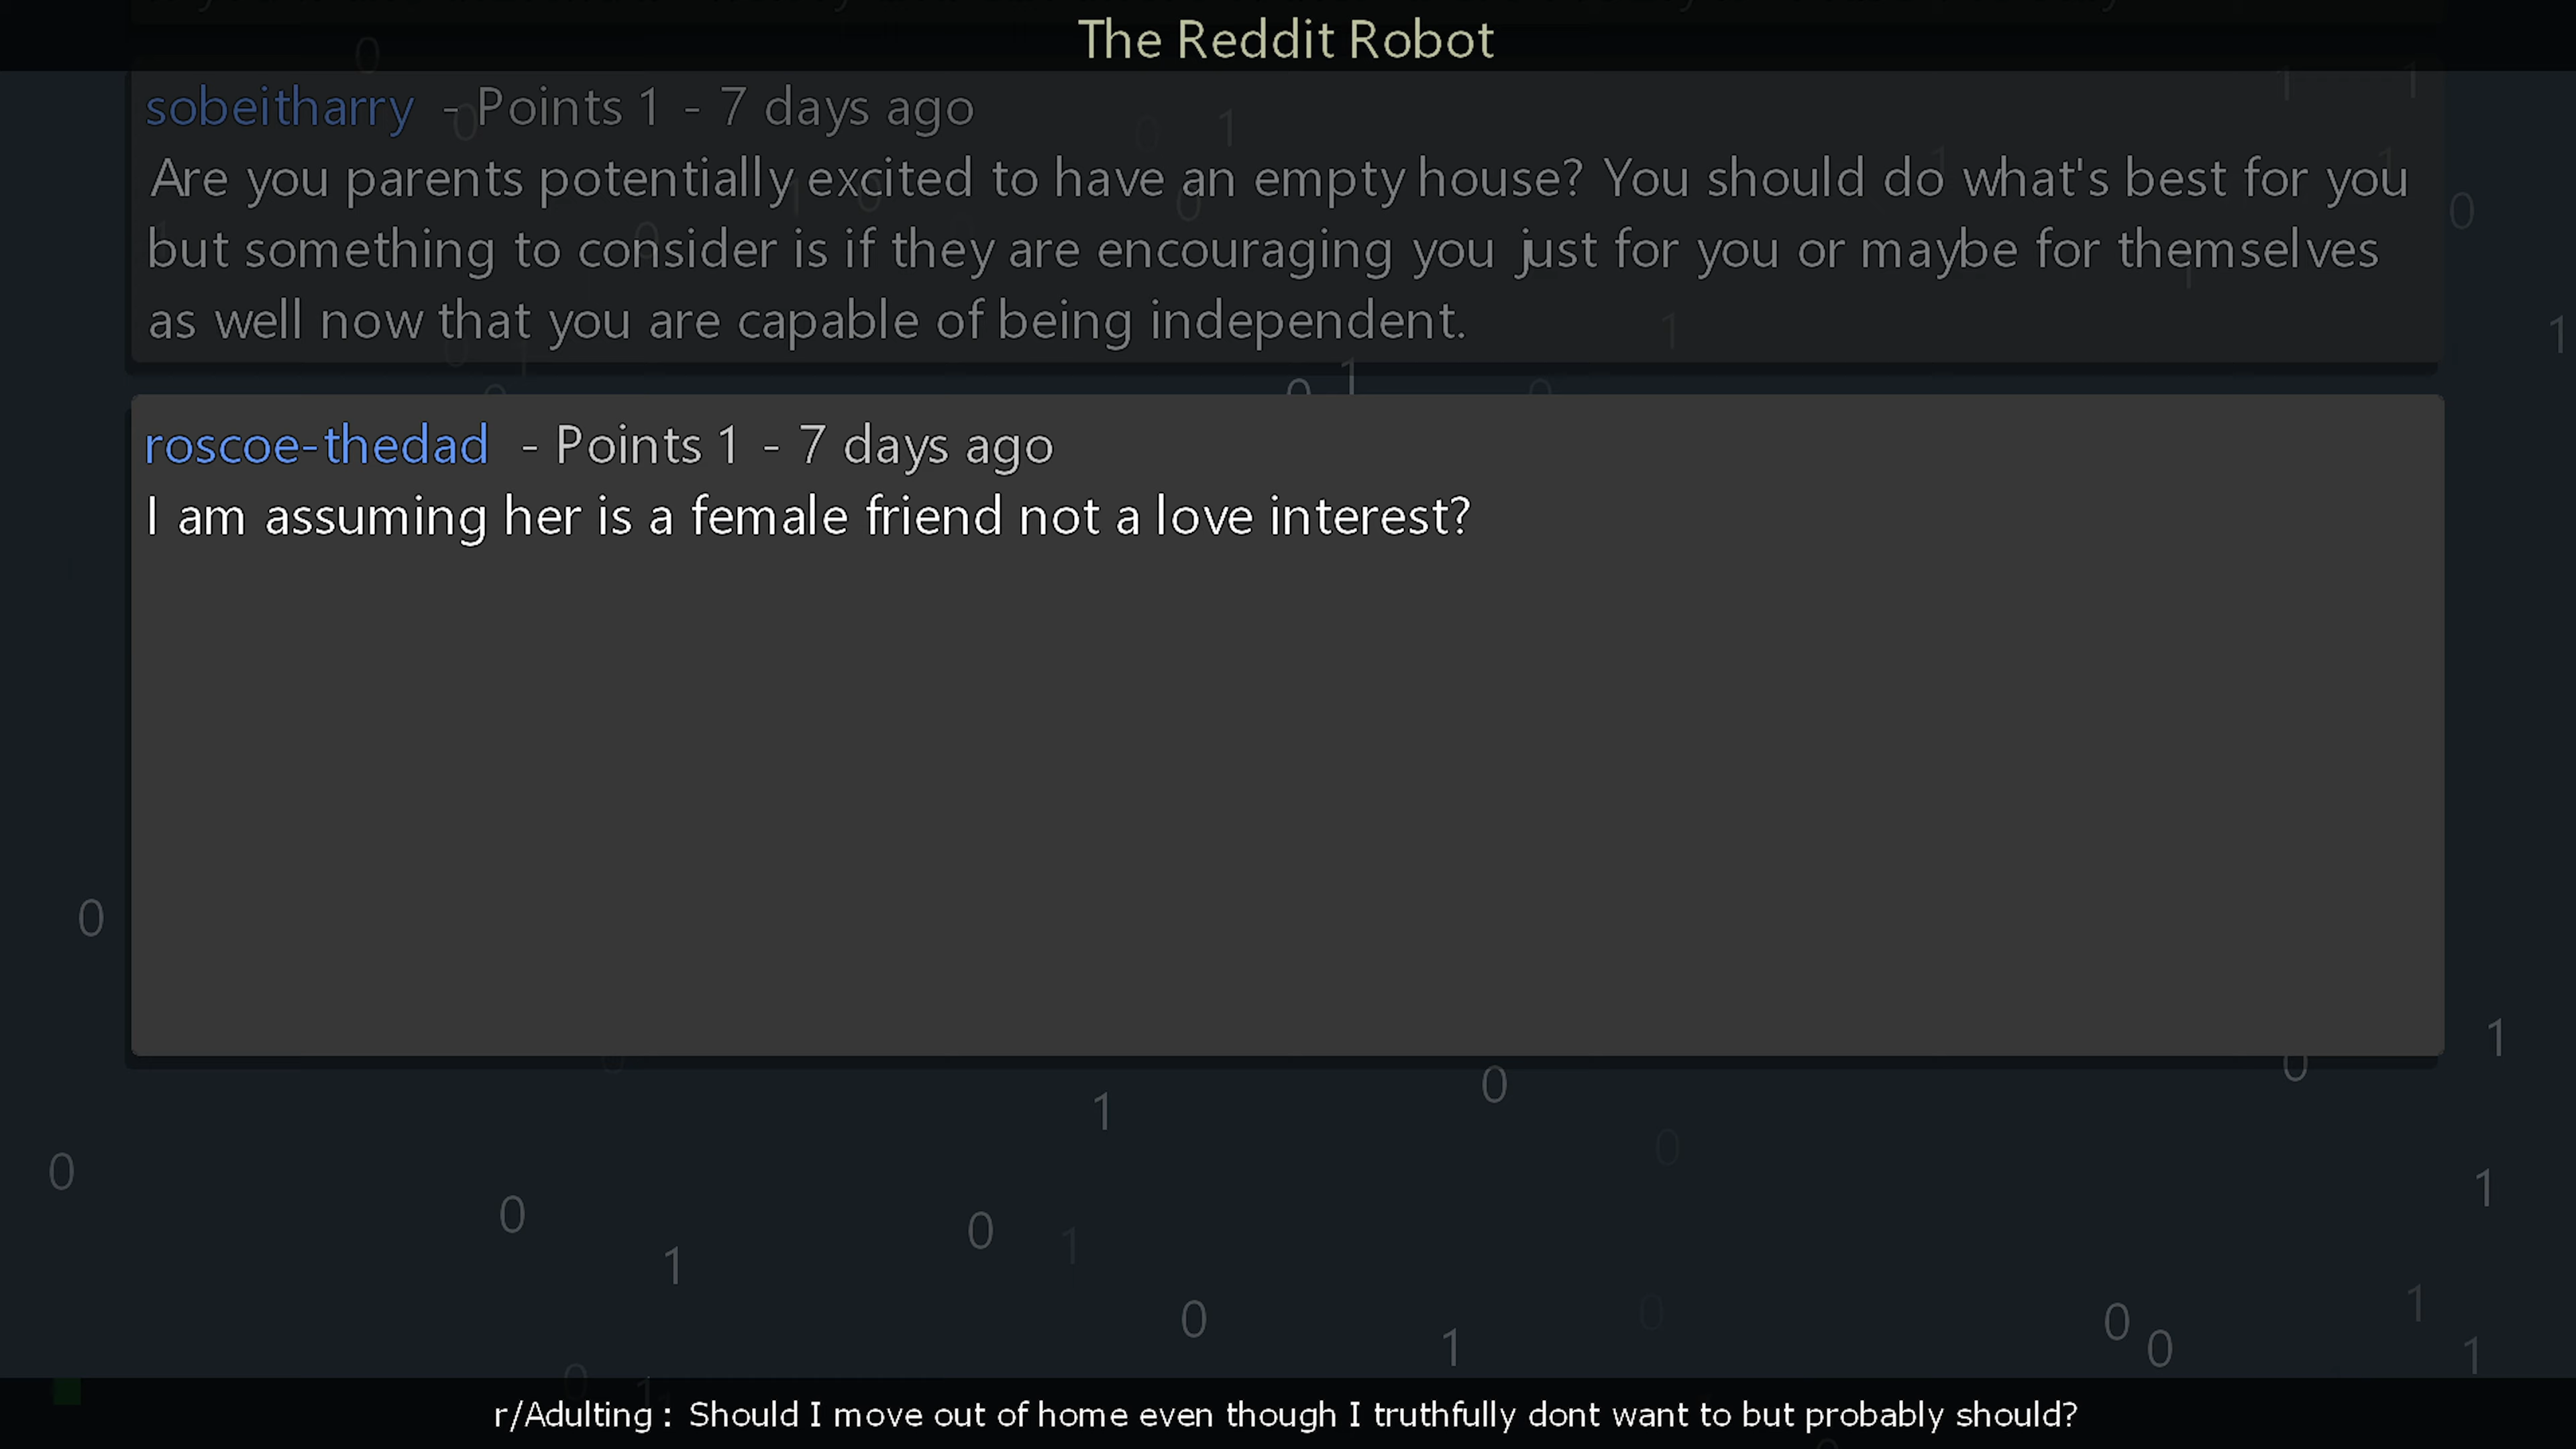 The Reddit Robot
sobeitharry - Points 1 - 7 days ago
Are you parents potentially excited to have an empty house? You should do what's best for you
but something to consider is if they are encouraging you just for you or maybe for themselves
as well now that you are capable of being independent.
roscoe-thedad - Points 1 - 7 days ago
I am assuming her is a female friend not a love interest?
r/Adulting : Should I move out of home even though I truthfully dont want to but probably should?